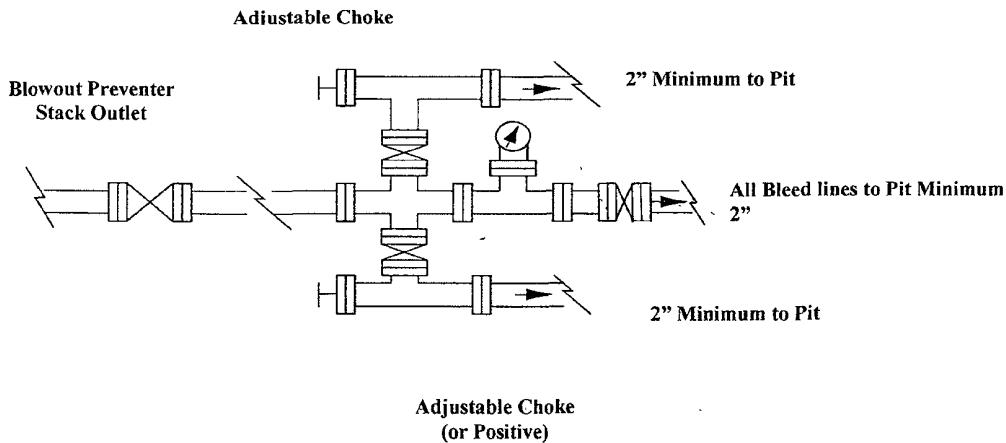 Adjustable Choke
2” Minimum to Pit
Blowout Preventer
Stack Outlet
All Bleed lines to Pit Minimum
2”
2” Minimum to Pit
Adjustable Choke
(or Positive)